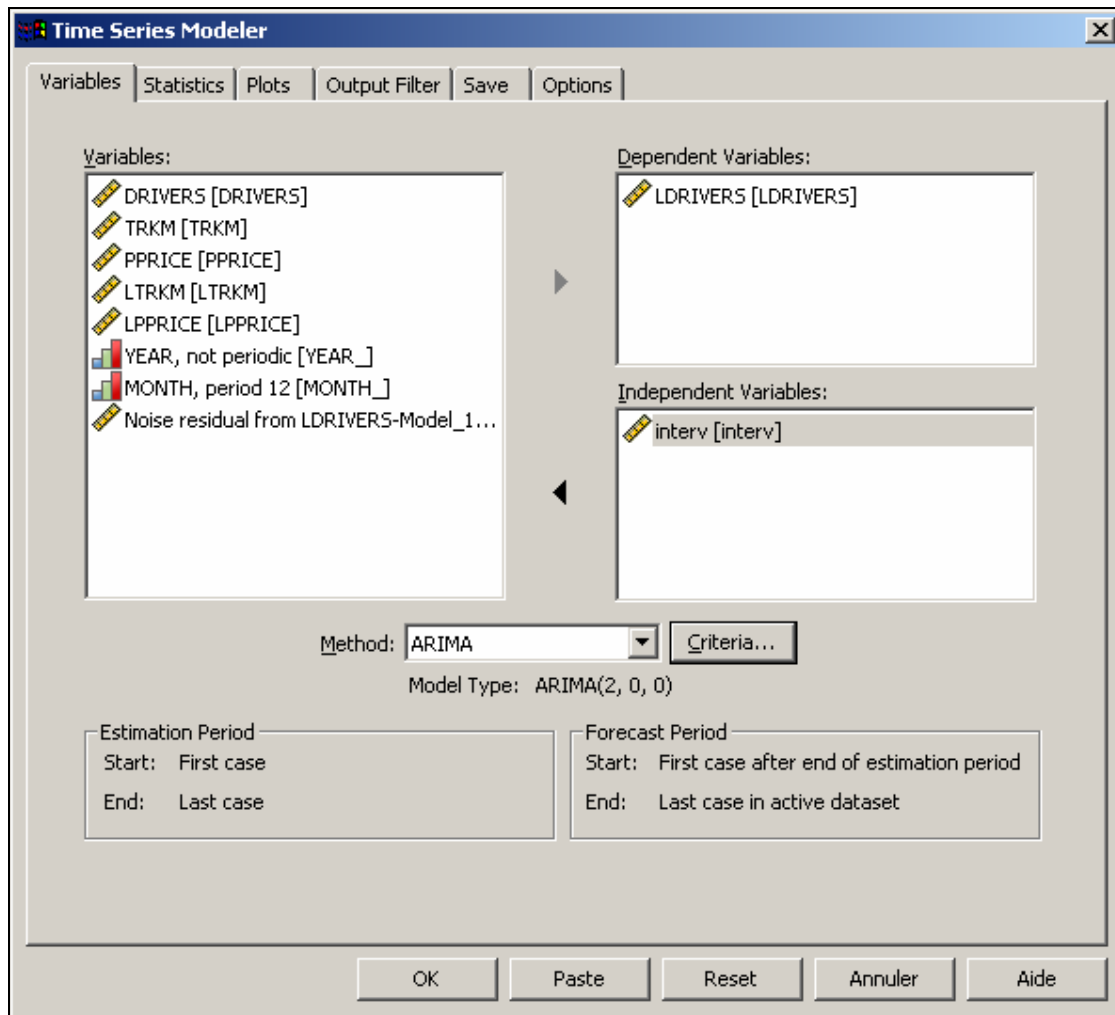 Time Series Modeler
Variables Statistics Plots Output Filter Save Options
Variables:
DRIVERS [DRIVERS]
TRKM [TRKM]
PPRICE [PPRICE]
LTRKM [LTRKM]
LPPRICE [LPPRICE]
YEAR, not periodic [YEAR_]
MONTH, period 12 [MONTH_]
Noise residual from LDRIVERS-Model_1...
Dependent Variables:
LDRIVERS [LDRIVERS]
Independent Variables:
interv [interv]
Method: ARIMA Criteria...
Model Type: ARIMA(2, 0, 0)
Estimation Period
Start: First case
End: Last case
Forecast Period
Start: First case after end of estimation period
End: Last case in active dataset
OK Paste Reset Annuler Aide